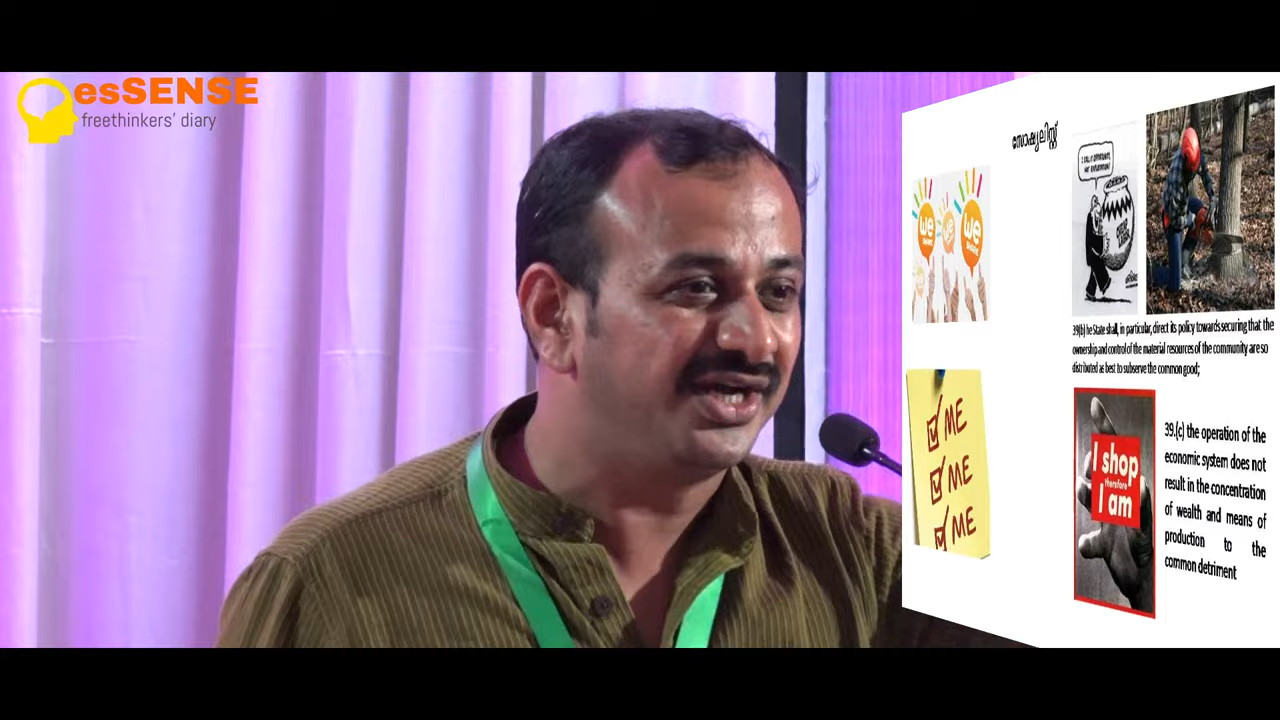 esSENSE
freethinkers' diary
സോഷ്യലിസ്റ്റ്
we
we
we
ME
ME
ME
39(b) he State shall, in particular, direct its policy towards securing that the
ownership and control of the material resources of the community are so
distributed as best to subserve the common good;
I shop
therefore
I am
39.(c) the operation of the
economic system does not
result in the concentration
of wealth and means of
production to the
common detriment